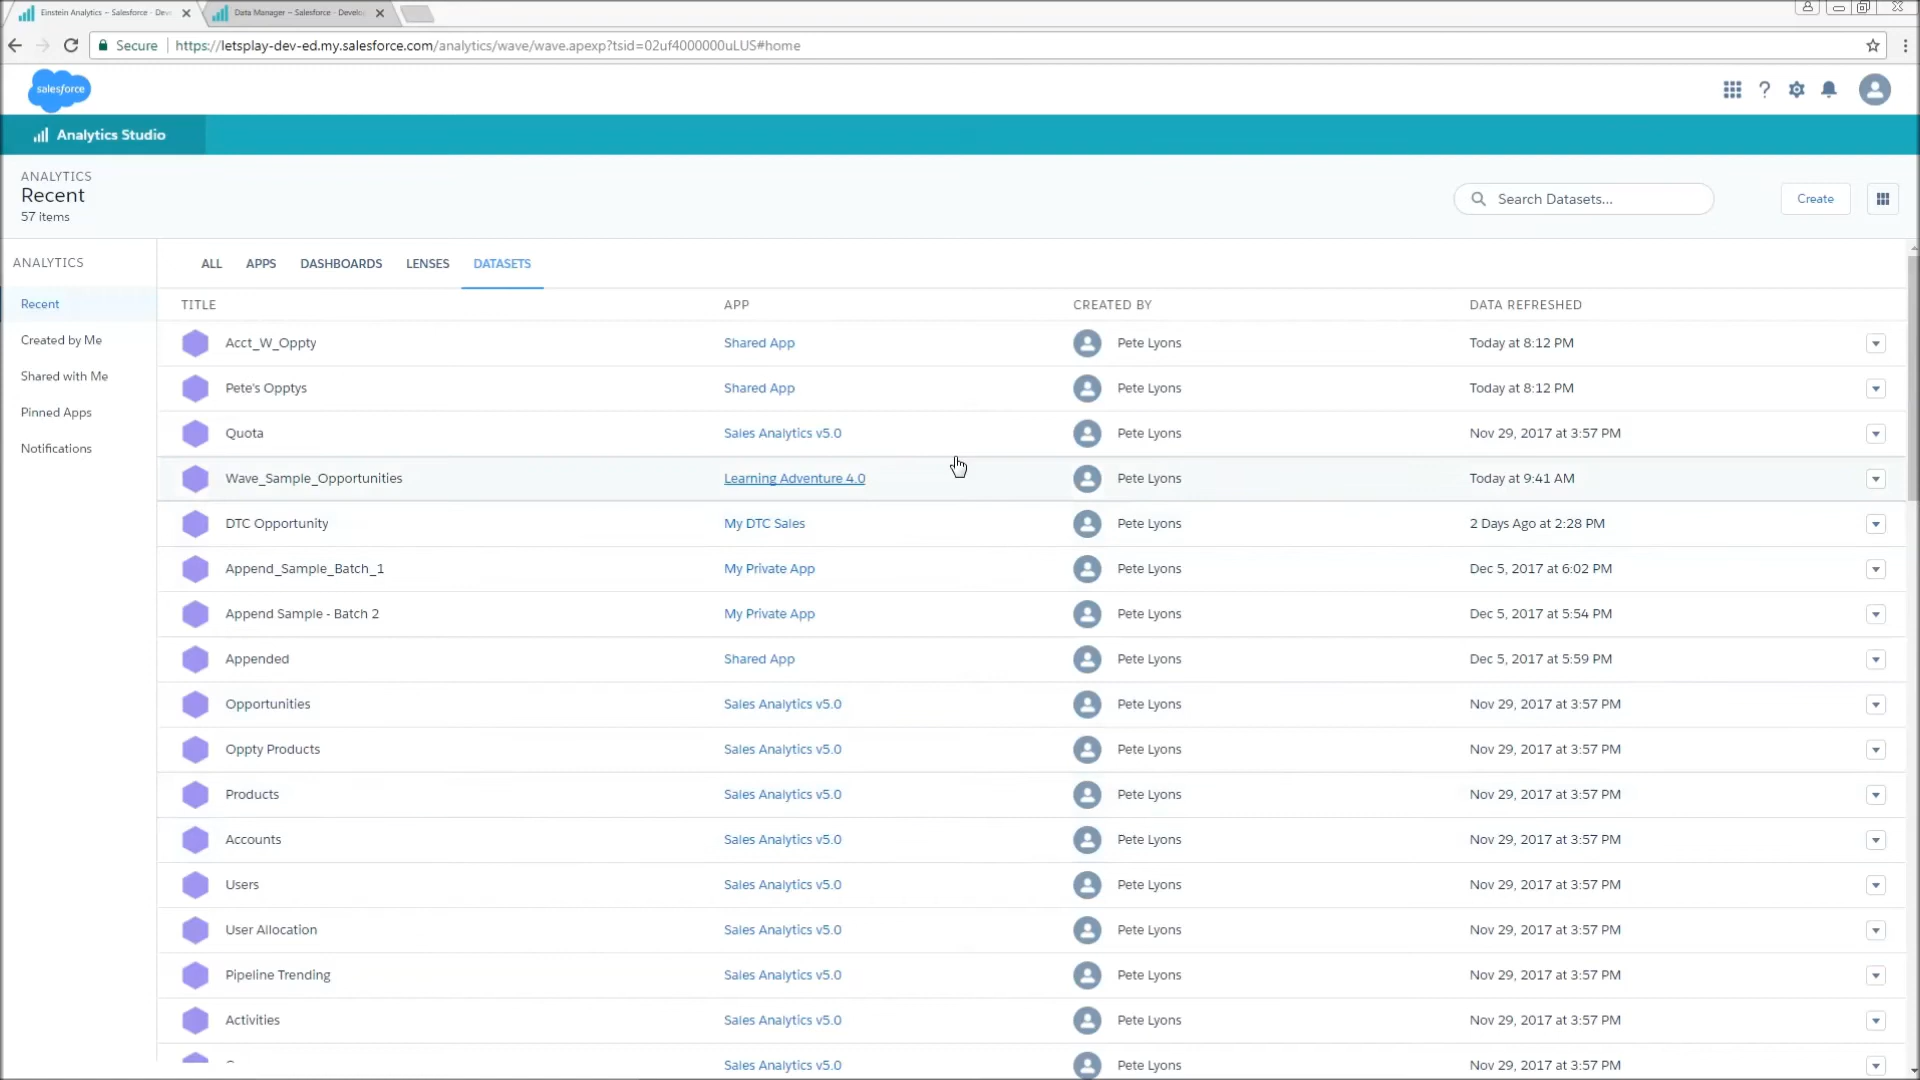 Einstein Analytics – Salesforce - Dev
Data Manager – Salesforce - Develo
Secure
https://letsplay-dev-ed.my.salesforce.com/analytics/wave/wave.apexp?tsid=02uf4000000uLUS#home
salesforce
Analytics Studio
ANALYTICS
Recent
57 items
Search Datasets...
Create
ANALYTICS
Recent
Created by Me
Shared with Me
Pinned Apps
Notifications
ALL APPS DASHBOARDS LENSES DATASETS
TITLE APP CREATED BY DATA REFRESHED
Acct_W_Oppty Shared App Pete Lyons Today at 8:12 PM
Pete's Opptys Shared App Pete Lyons Today at 8:12 PM
Quota Sales Analytics v5.0 Pete Lyons Nov 29, 2017 at 3:57 PM
Wave_Sample_Opportunities Learning Adventure 4.0 Pete Lyons Today at 9:41 AM
DTC Opportunity My DTC Sales Pete Lyons 2 Days Ago at 2:28 PM
Append_Sample_Batch_1 My Private App Pete Lyons Dec 5, 2017 at 6:02 PM
Append Sample - Batch 2 My Private App Pete Lyons Dec 5, 2017 at 5:54 PM
Appended Shared App Pete Lyons Dec 5, 2017 at 5:59 PM
Opportunities Sales Analytics v5.0 Pete Lyons Nov 29, 2017 at 3:57 PM
Oppty Products Sales Analytics v5.0 Pete Lyons Nov 29, 2017 at 3:57 PM
Products Sales Analytics v5.0 Pete Lyons Nov 29, 2017 at 3:57 PM
Accounts Sales Analytics v5.0 Pete Lyons Nov 29, 2017 at 3:57 PM
Users Sales Analytics v5.0 Pete Lyons Nov 29, 2017 at 3:57 PM
User Allocation Sales Analytics v5.0 Pete Lyons Nov 29, 2017 at 3:57 PM
Pipeline Trending Sales Analytics v5.0 Pete Lyons Nov 29, 2017 at 3:57 PM
Activities Sales Analytics v5.0 Pete Lyons Nov 29, 2017 at 3:57 PM
Sales Analytics v5.0 Pete Lyons Nov 29, 2017 at 3:57 PM